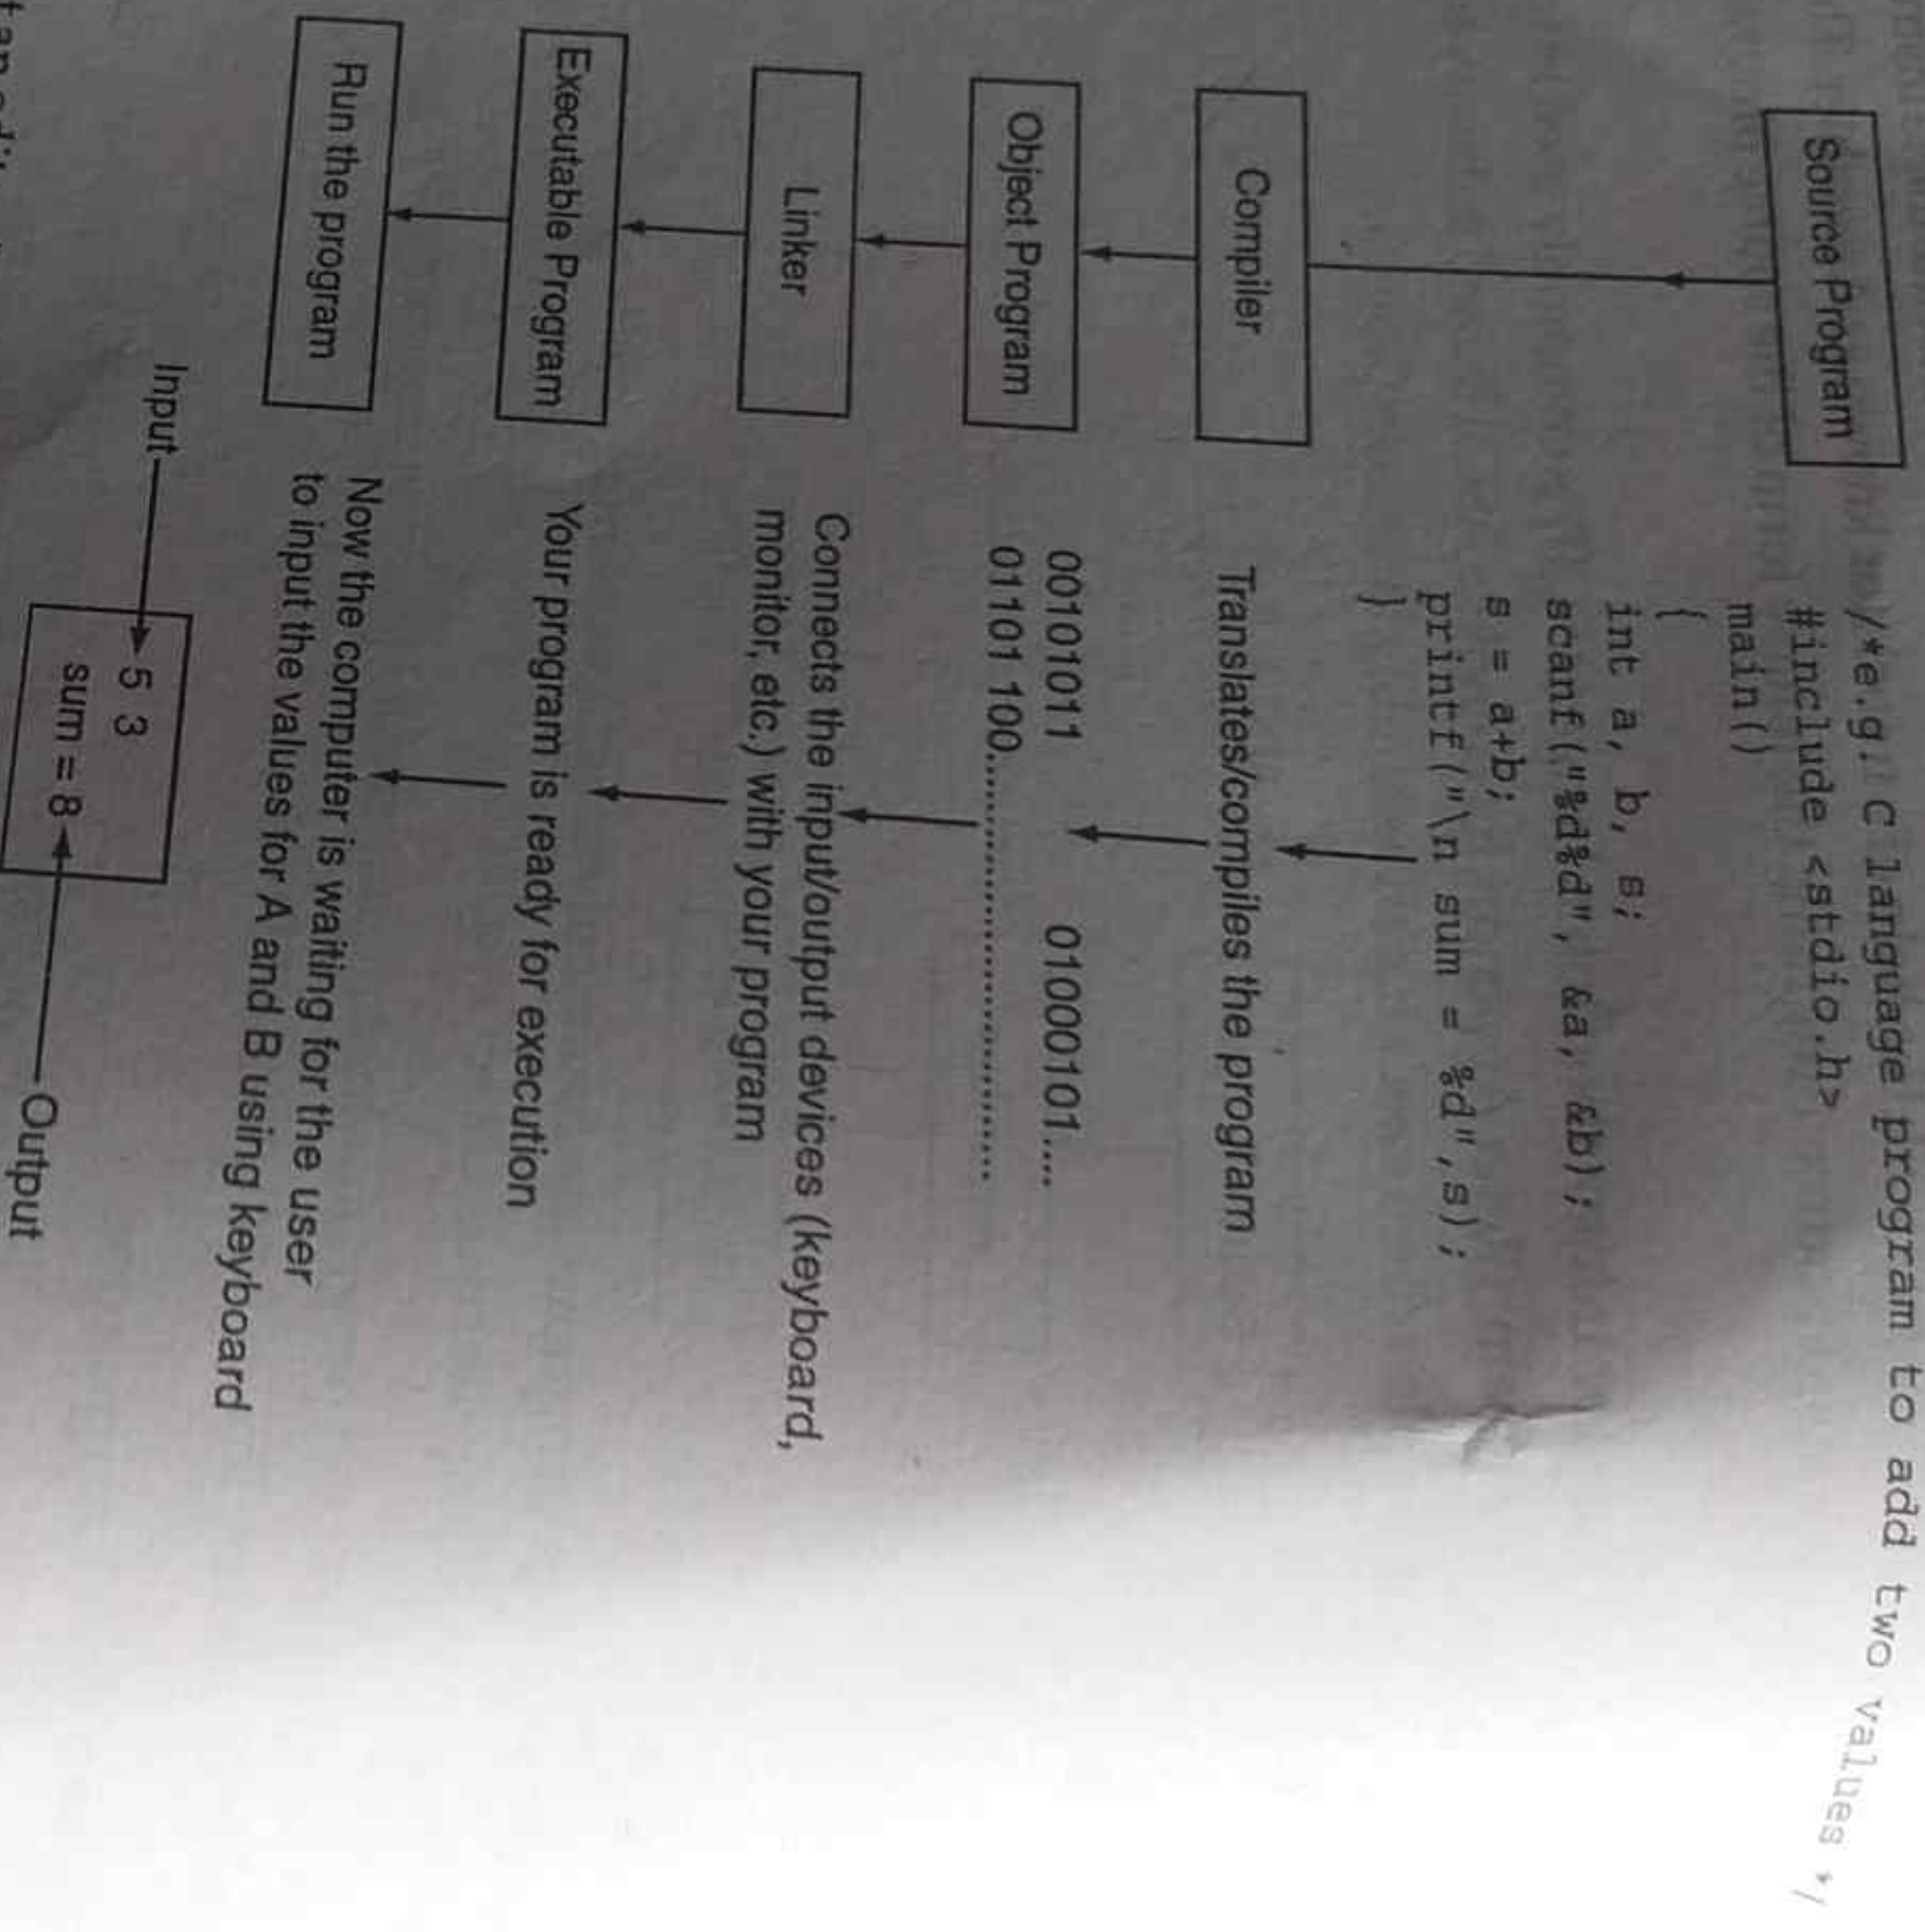 Source Program
/*e.g. C language program to add two values */
#include <stdio.h>
main()
{
int a, b, s;
scanf("%d%d", &a, &b);
s = a+b;
printf("\n sum = %d",s);
}
Compiler
Translates/compiles the program
Object Program
00101011 01000101....
01101 100..............................
Linker
Connects the input/output devices (keyboard,
monitor, etc.) with your program
Executable Program
Your program is ready for execution
Run the program
Now the computer is waiting for the user
to input the values for A and B using keyboard
Input
5 3
sum = 8
Output